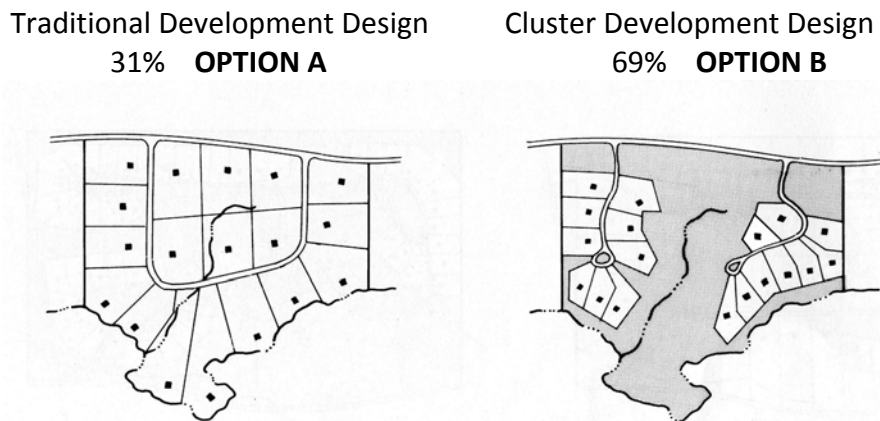 Traditional Development Design
31% OPTION A
Cluster Development Design
69% OPTION B